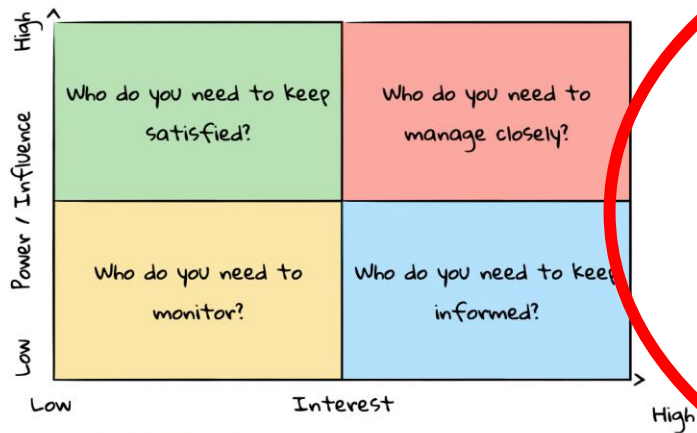 High
Power / Influence
Low
Who do you need to keep
satisfied?
Who do you need to
manage closely?
Who do you need to
monitor?
Who do you need to keep
informed?
Low
Interest
High